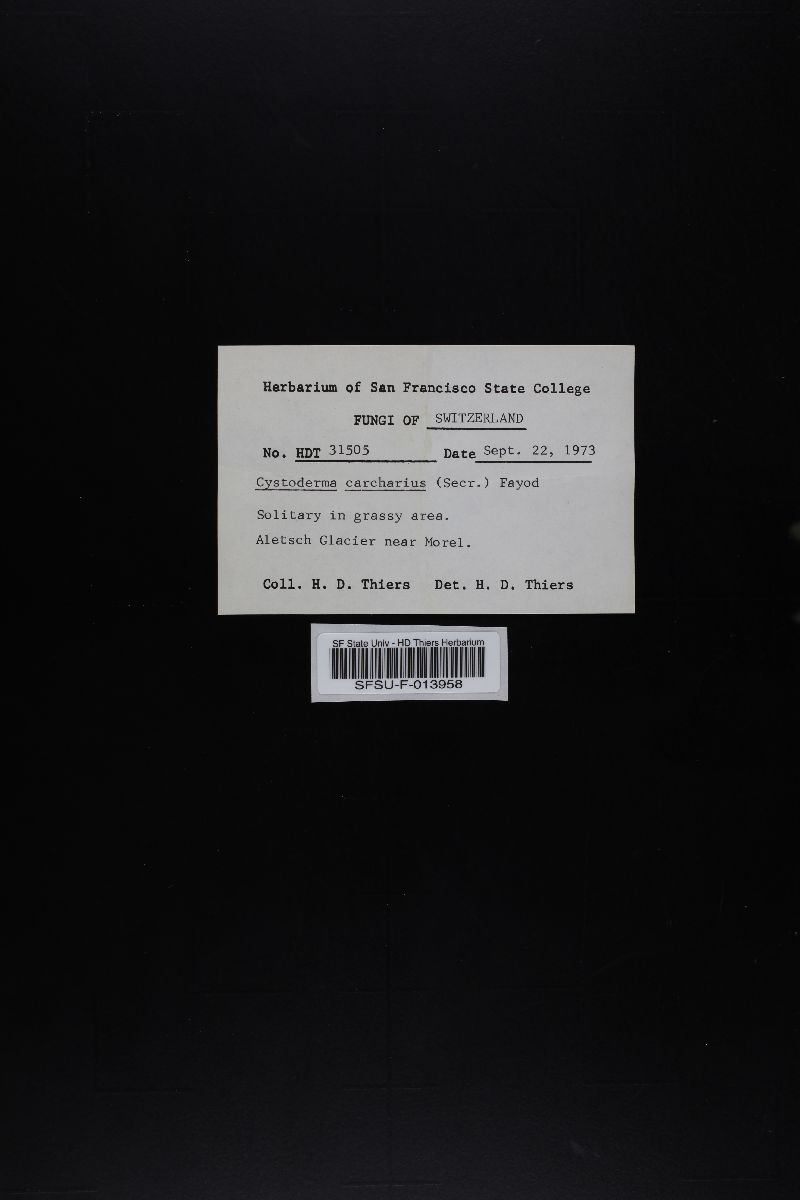 Herbarium of San Francisco State College
FUNGI OF SWITZERLAND
No. HDT 31505 Date Sept. 22, 1973
Cystoderma carcharius (Secr.) Fayod
Solitary in grassy area.
Aletsch Glacier near Morel.
Coll. H. D. Thiers Det. H. D. Thiers
SF State Univ - HD Thiers Herbarium
SFSU-F-013958